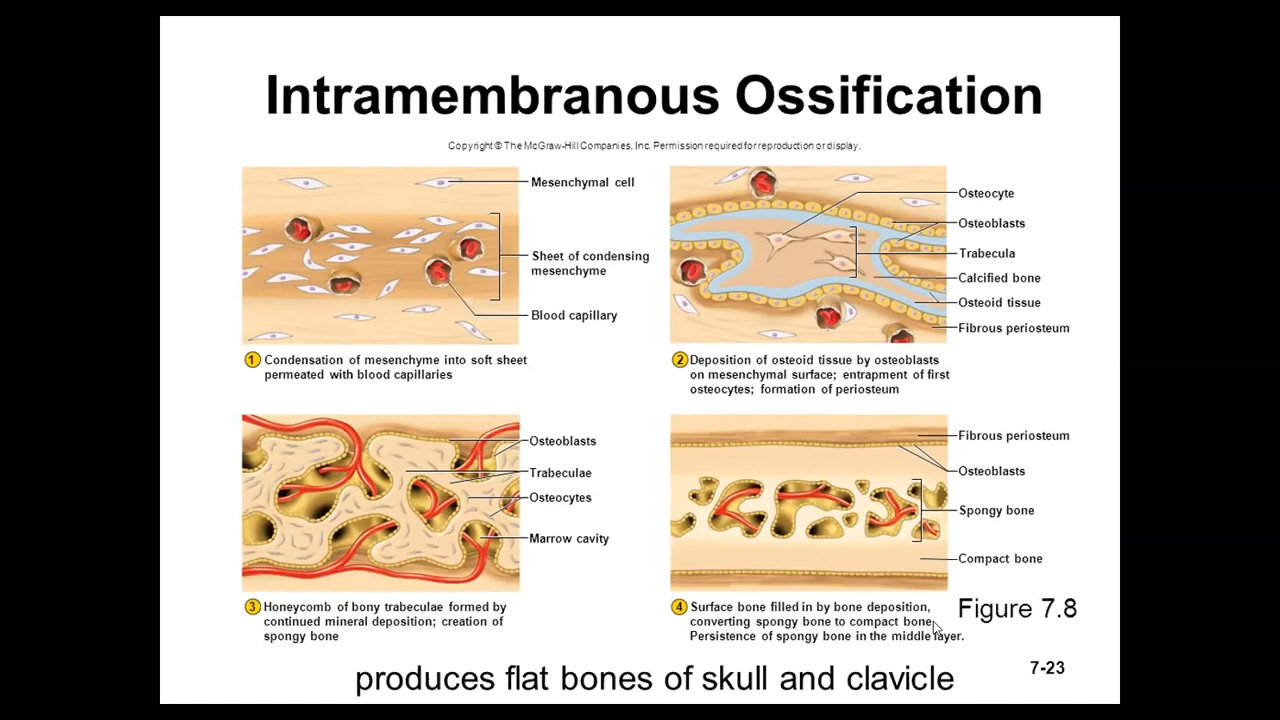 Intramembranous Ossification
Copyright © The McGraw-Hill Companies, Inc. Permission required for reproduction or display.
Mesenchymal cell
Sheet of condensing
mesenchyme
Blood capillary
1 Condensation of mesenchyme into soft sheet
permeated with blood capillaries
Osteocyte
Osteoblasts
Trabecula
Calcified bone
Osteoid tissue
Fibrous periosteum
2 Deposition of osteoid tissue by osteoblasts
on mesenchymal surface; entrapment of first
osteocytes; formation of periosteum
Osteoblasts
Trabeculae
Osteocytes
Marrow cavity
3 Honeycomb of bony trabeculae formed by
continued mineral deposition; creation of
spongy bone
Fibrous periosteum
Osteoblasts
Spongy bone
Compact bone
4 Surface bone filled in by bone deposition,
converting spongy bone to compact bone.
Persistence of spongy bone in the middle layer.
Figure 7.8
7-23
produces flat bones of skull and clavicle